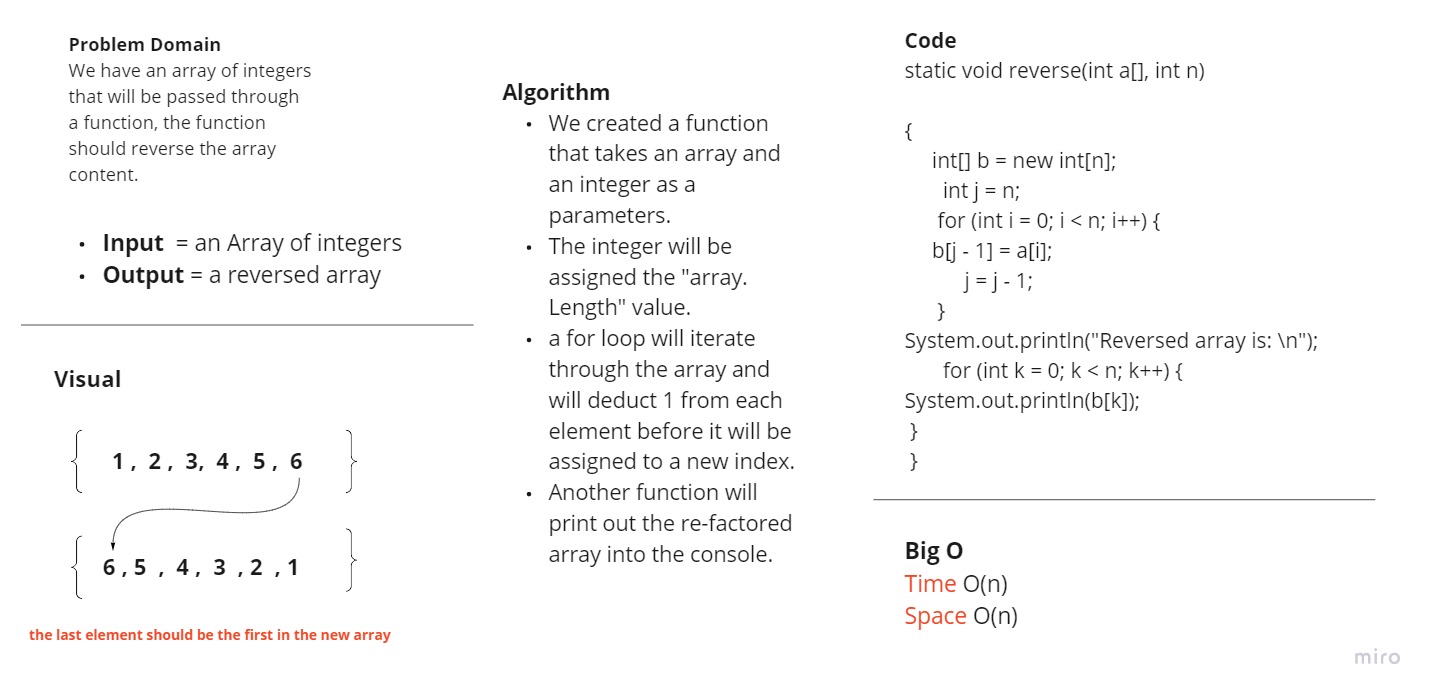 Problem Domain
We have an array of integers
that will be passed through
a function, the function
should reverse the array
content.
• Input = an Array of integers
• Output = a reversed array
Visual
{ 1 , 2 , 3, 4 , 5 , 6 }
{ 6 , 5 , 4 , 3 , 2 , 1 }
the last element should be the first in the new array
Algorithm
• We created a function
that takes an array and
an integer as a
parameters.
• The integer will be
assigned the "array.
Length" value.
• a for loop will iterate
through the array and
will deduct 1 from each
element before it will be
assigned to a new index.
• Another function will
print out the re-factored
array into the console.
Code
static void reverse(int a[], int n)
{
int[] b = new int[n];
int j = n;
for (int i = 0; i < n; i++) {
b[j - 1] = a[i];
j = j - 1;
}
System.out.println("Reversed array is: \n");
for (int k = 0; k < n; k++) {
System.out.println(b[k]);
}
}
Big O
Time O(n)
Space O(n)
miro